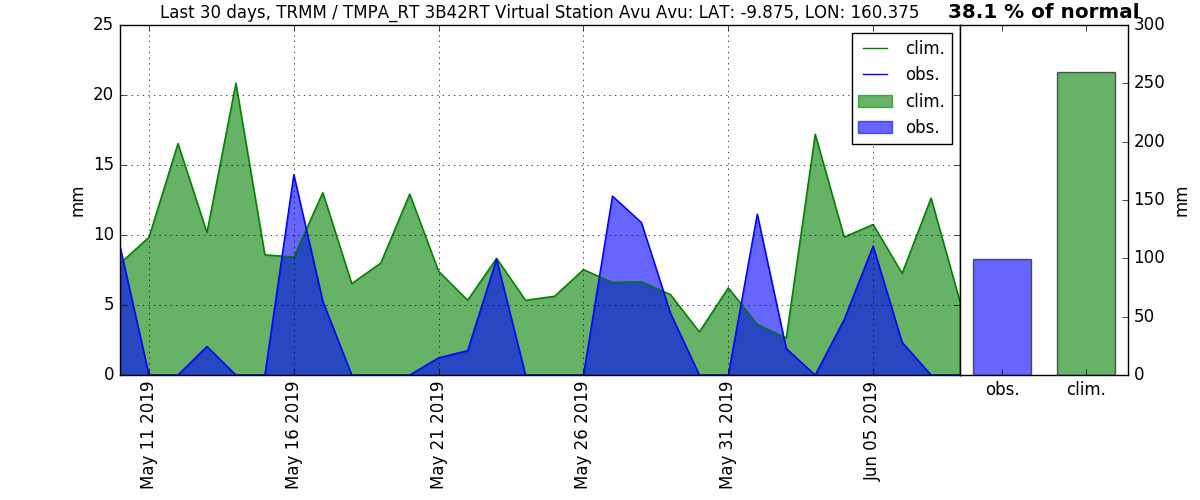 Last 30 days, TRMM / TMPA_RT 3B42RT Virtual Station Avu Avu: LAT: -9.875, LON: 160.375
38.1 % of normal
25
20
15
10
5
0
mm
clim.
obs.
clim.
obs.
May 11 2019
May 16 2019
May 21 2019
May 26 2019
May 31 2019
Jun 05 2019
300
250
200
150
100
50
0
mm
obs.
clim.